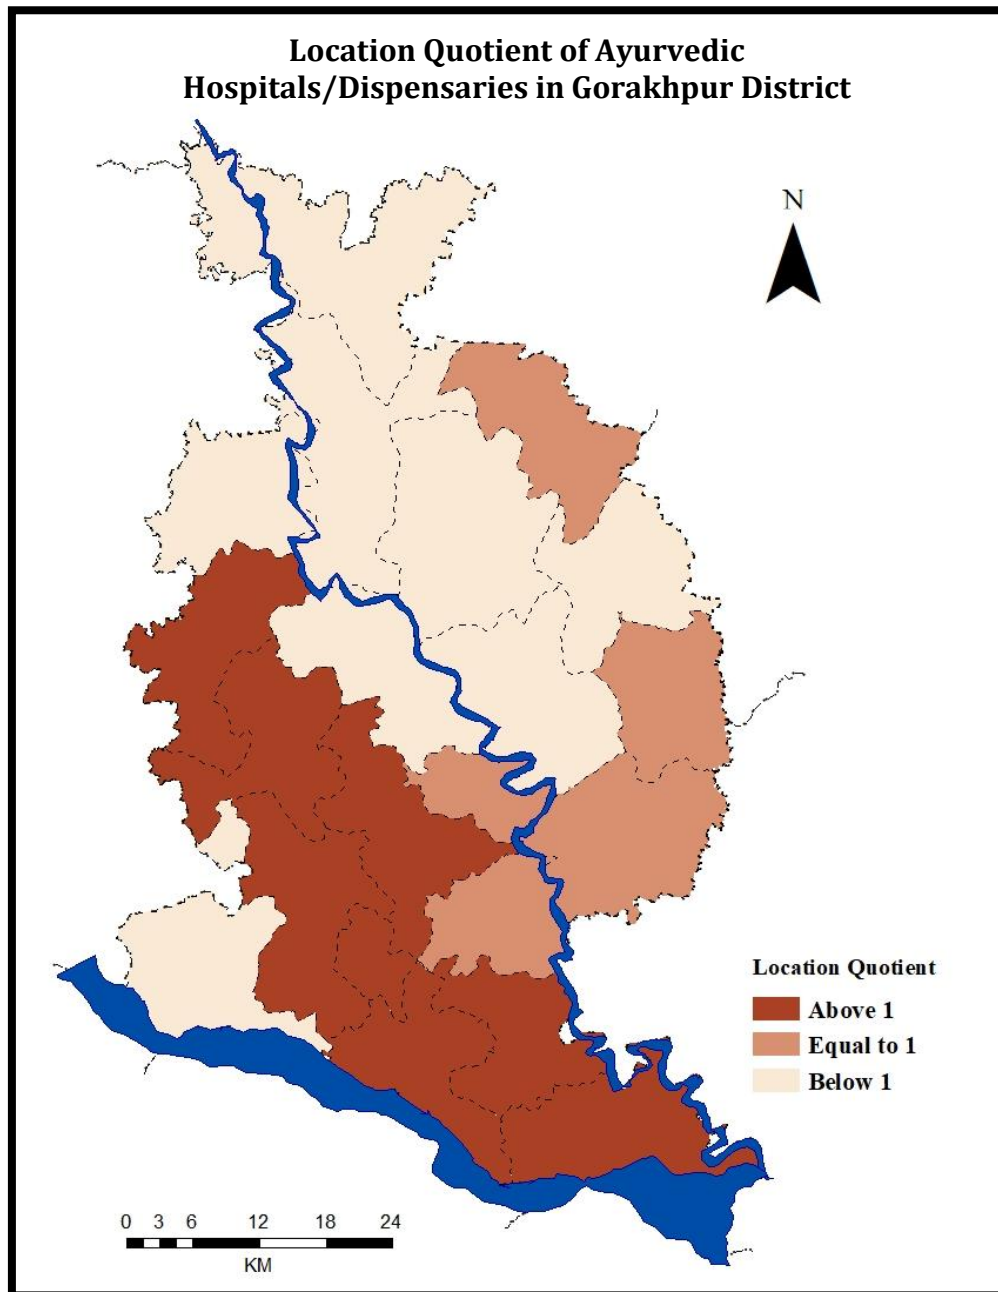 Location Quotient of Ayurvedic
Hospitals/Dispensaries in Gorakhpur District
N
Location Quotient
Above 1
Equal to 1
Below 1
0 3 6 12 18 24
KM